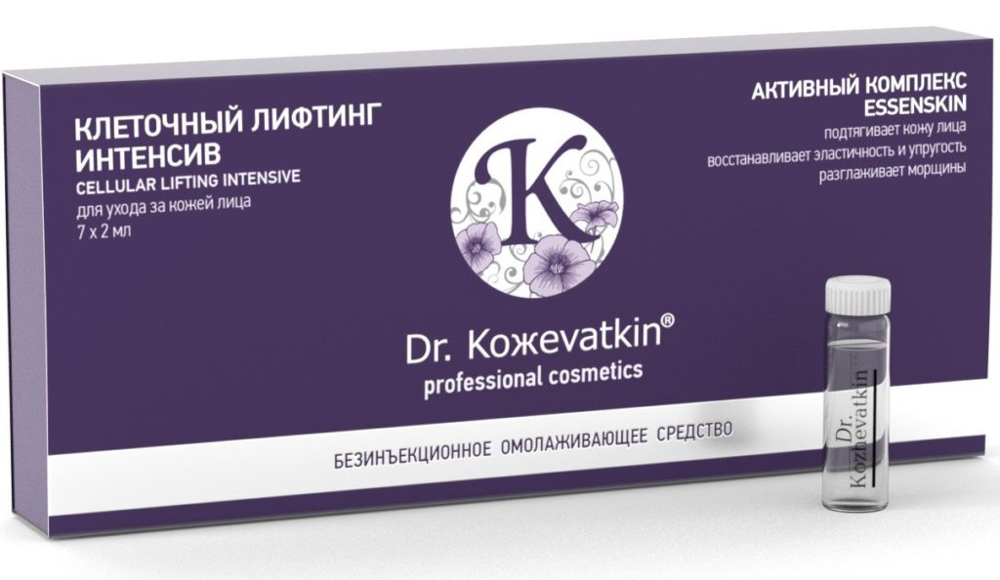 КЛЕТОЧНЫЙ ЛИФТИНГ
ИНТЕНСИВ
CELLULAR LIFTING INTENSIVE
для ухода за кожей лица
7 х 2 мл
АКТИВНЫЙ КОМПЛЕКС
ESSENSKIN
подтягивает кожу лица
восстанавливает эластичность и упругость
разглаживает морщины
K
Dr. Кожevatkin®
professional cosmetics
БЕЗИНЪЕКЦИОННОЕ ОМОЛАЖИВАЮЩЕЕ СРЕДСТВО
Dr.
Kozhevatkin